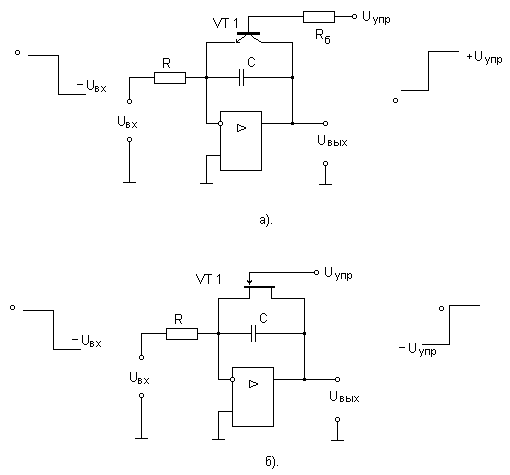 VT 1
Uупр
Rб
R
C
− Uвх
+Uупр
Uвх
Uвых
а).
VT 1
Uупр
R
C
− Uвх
− Uупр
Uвх
Uвых
б).